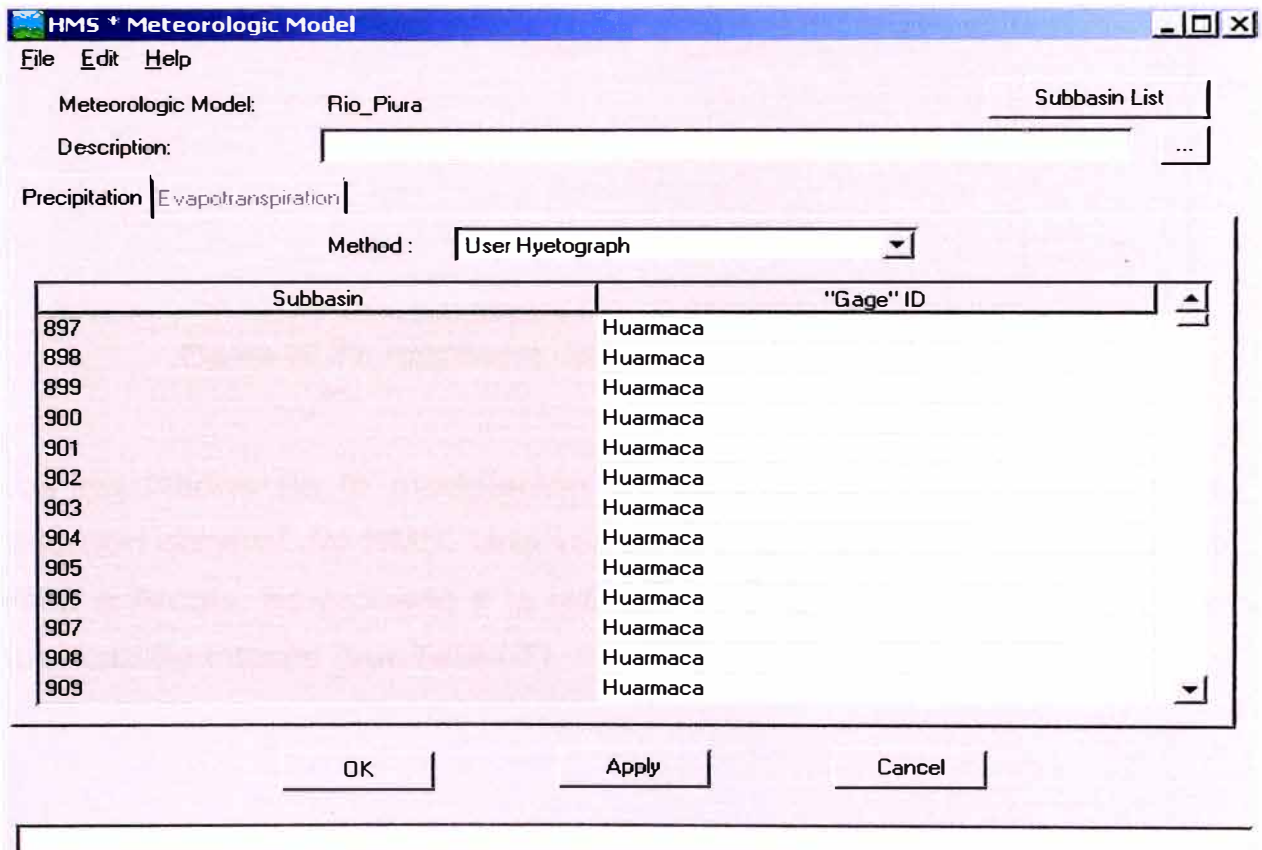 HMS * Meteorologic Model
File Edit Help
Meteorologic Model: Rio_Piura Subbasin List
Description: ...
Precipitation Evapotranspiration
Method : User Hyetograph
Subbasin "Gage" ID
897 Huarmaca
898 Huarmaca
899 Huarmaca
900 Huarmaca
901 Huarmaca
902 Huarmaca
903 Huarmaca
904 Huarmaca
905 Huarmaca
906 Huarmaca
907 Huarmaca
908 Huarmaca
909 Huarmaca
OK Apply Cancel